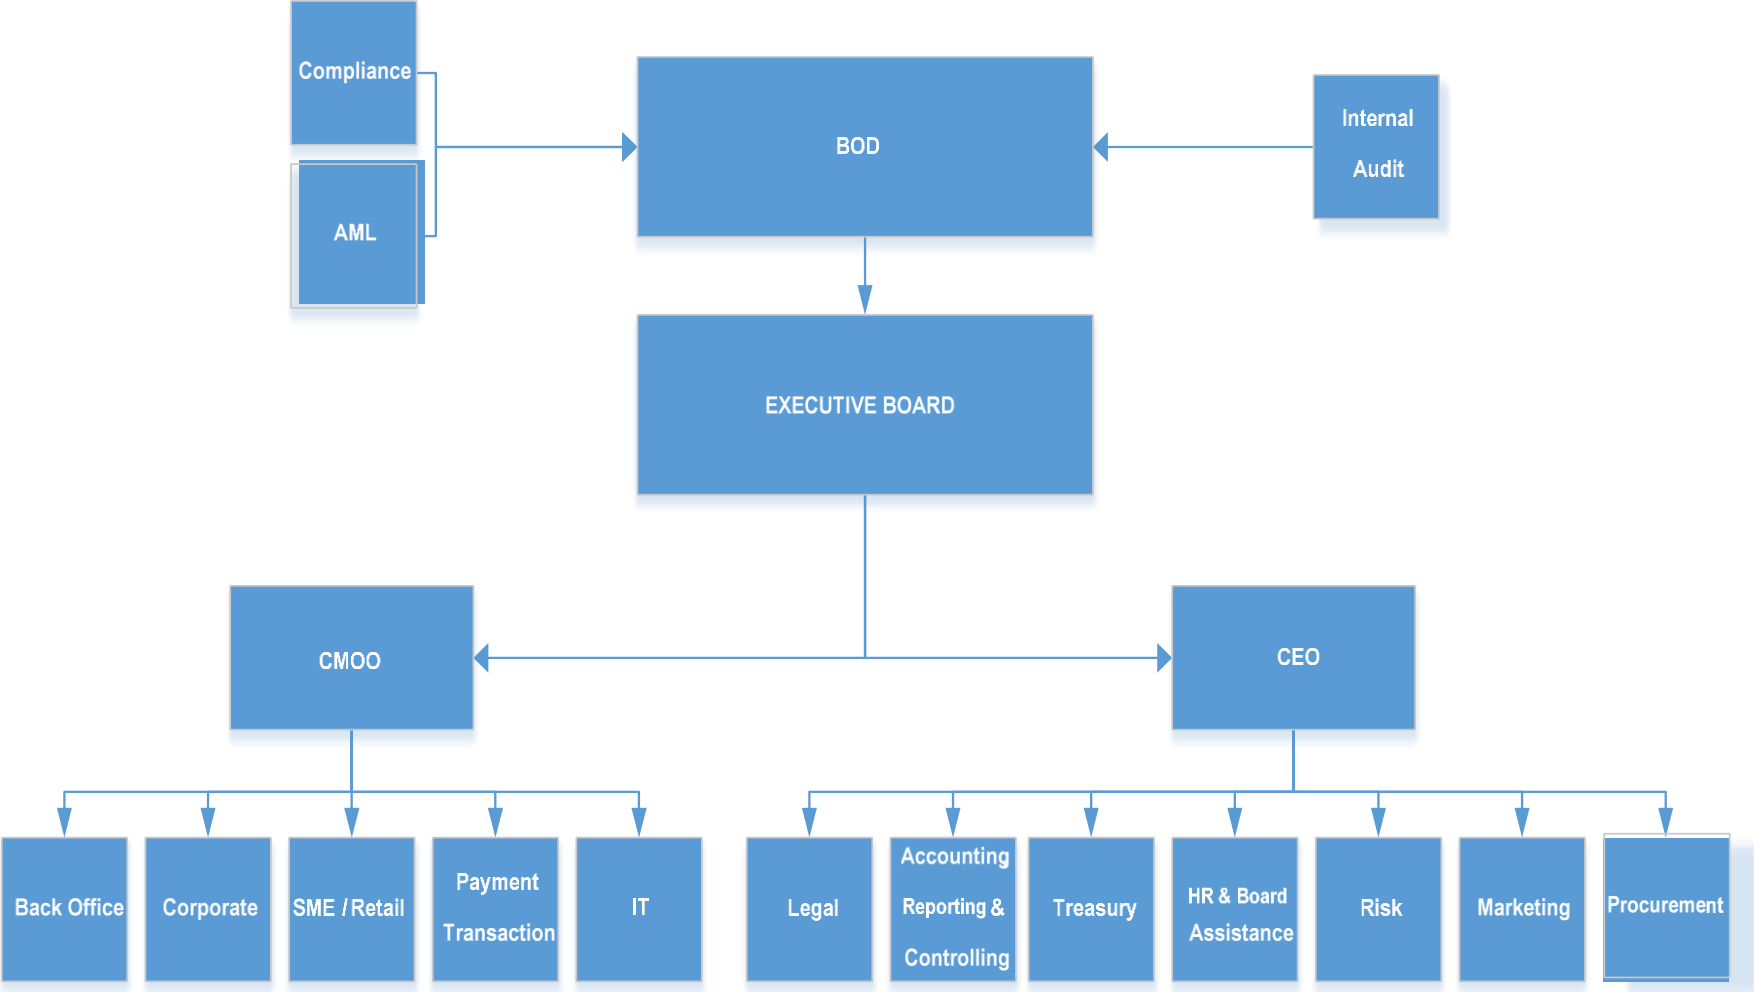 Compliance
BOD
Internal
Audit
AML
EXECUTIVE BOARD
CMOO
CEO
Back Office
Corporate
SME / Retail
Payment
Transaction
IT
Legal
Accounting
Reporting &
Controlling
Treasury
HR & Board
Assistance
Risk
Marketing
Procurement